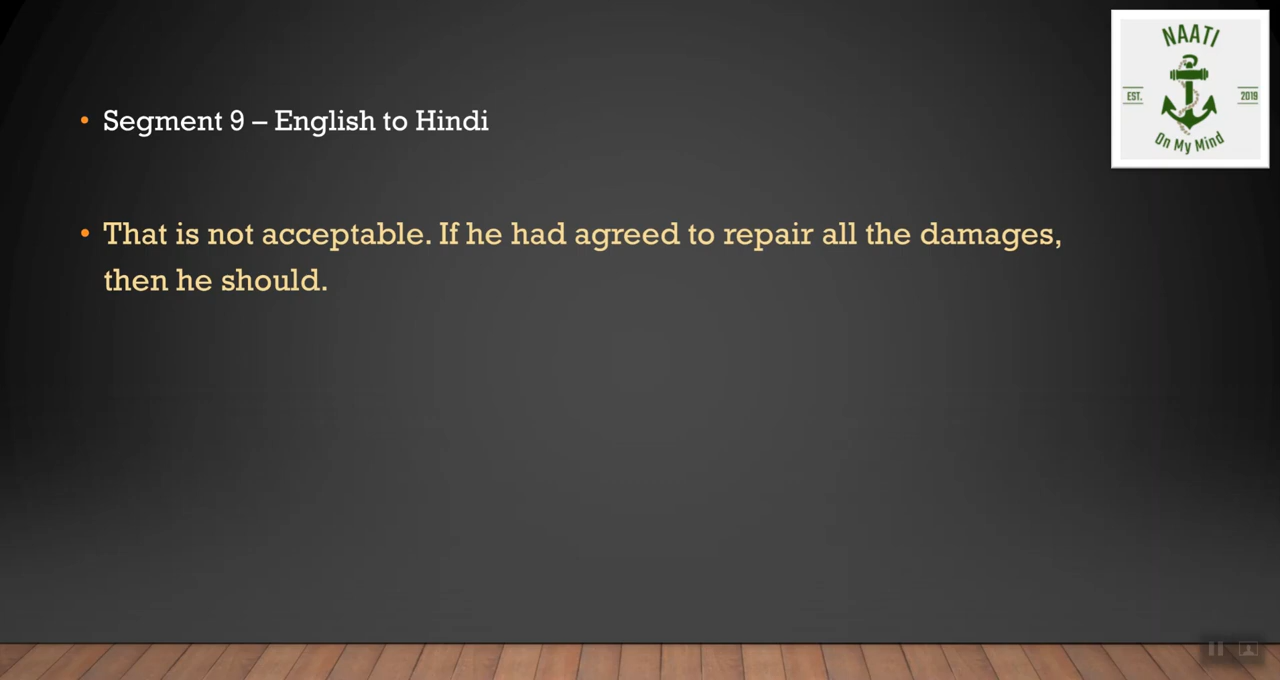 NAATI
EST. 2019
On My Mind
• Segment 9 – English to Hindi
• That is not acceptable. If he had agreed to repair all the damages,
then he should.